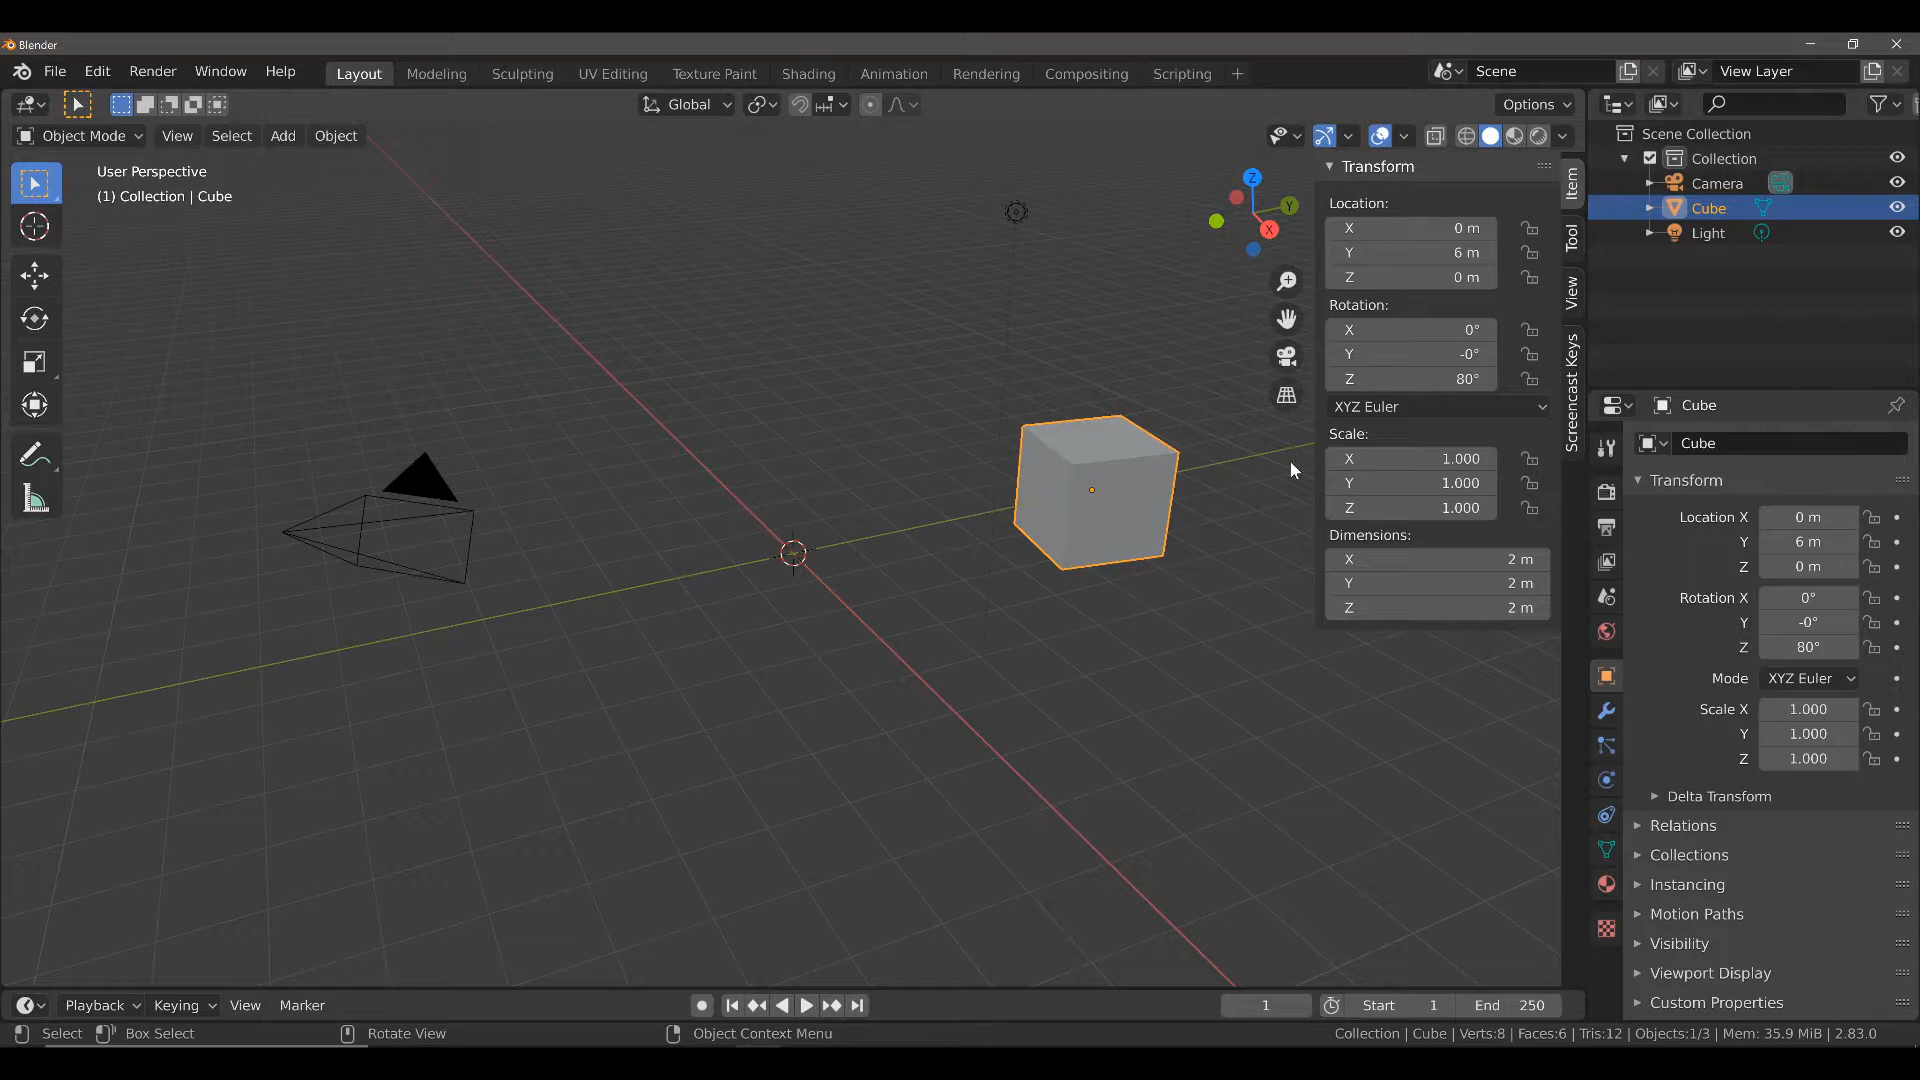 Blender
File Edit Render Window Help Layout Modeling Sculpting UV Editing Texture Paint Shading Animation Rendering Compositing Scripting + Scene View Layer
Global Options
Object Mode View Select Add Object
User Perspective
(1) Collection | Cube
Z
Y
X
Transform
Location:
X 0 m
Y 6 m
Z 0 m
Rotation:
X 0°
Y -0°
Z 80°
XYZ Euler
Scale:
X 1.000
Y 1.000
Z 1.000
Dimensions:
X 2 m
Y 2 m
Z 2 m
Item
Tool
View
Screencast Keys
Scene Collection
Collection
Camera
Cube
Light
Cube
Cube
Transform
Location X 0 m
Y 6 m
Z 0 m
Rotation X 0°
Y -0°
Z 80°
Mode XYZ Euler
Scale X 1.000
Y 1.000
Z 1.000
Delta Transform
Relations
Collections
Instancing
Motion Paths
Visibility
Viewport Display
Custom Properties
Playback Keying View Marker 1 Start 1 End 250
Select Box Select Rotate View Object Context Menu Collection | Cube | Verts:8 | Faces:6 | Tris:12 | Objects:1/3 | Mem: 35.9 MiB | 2.83.0